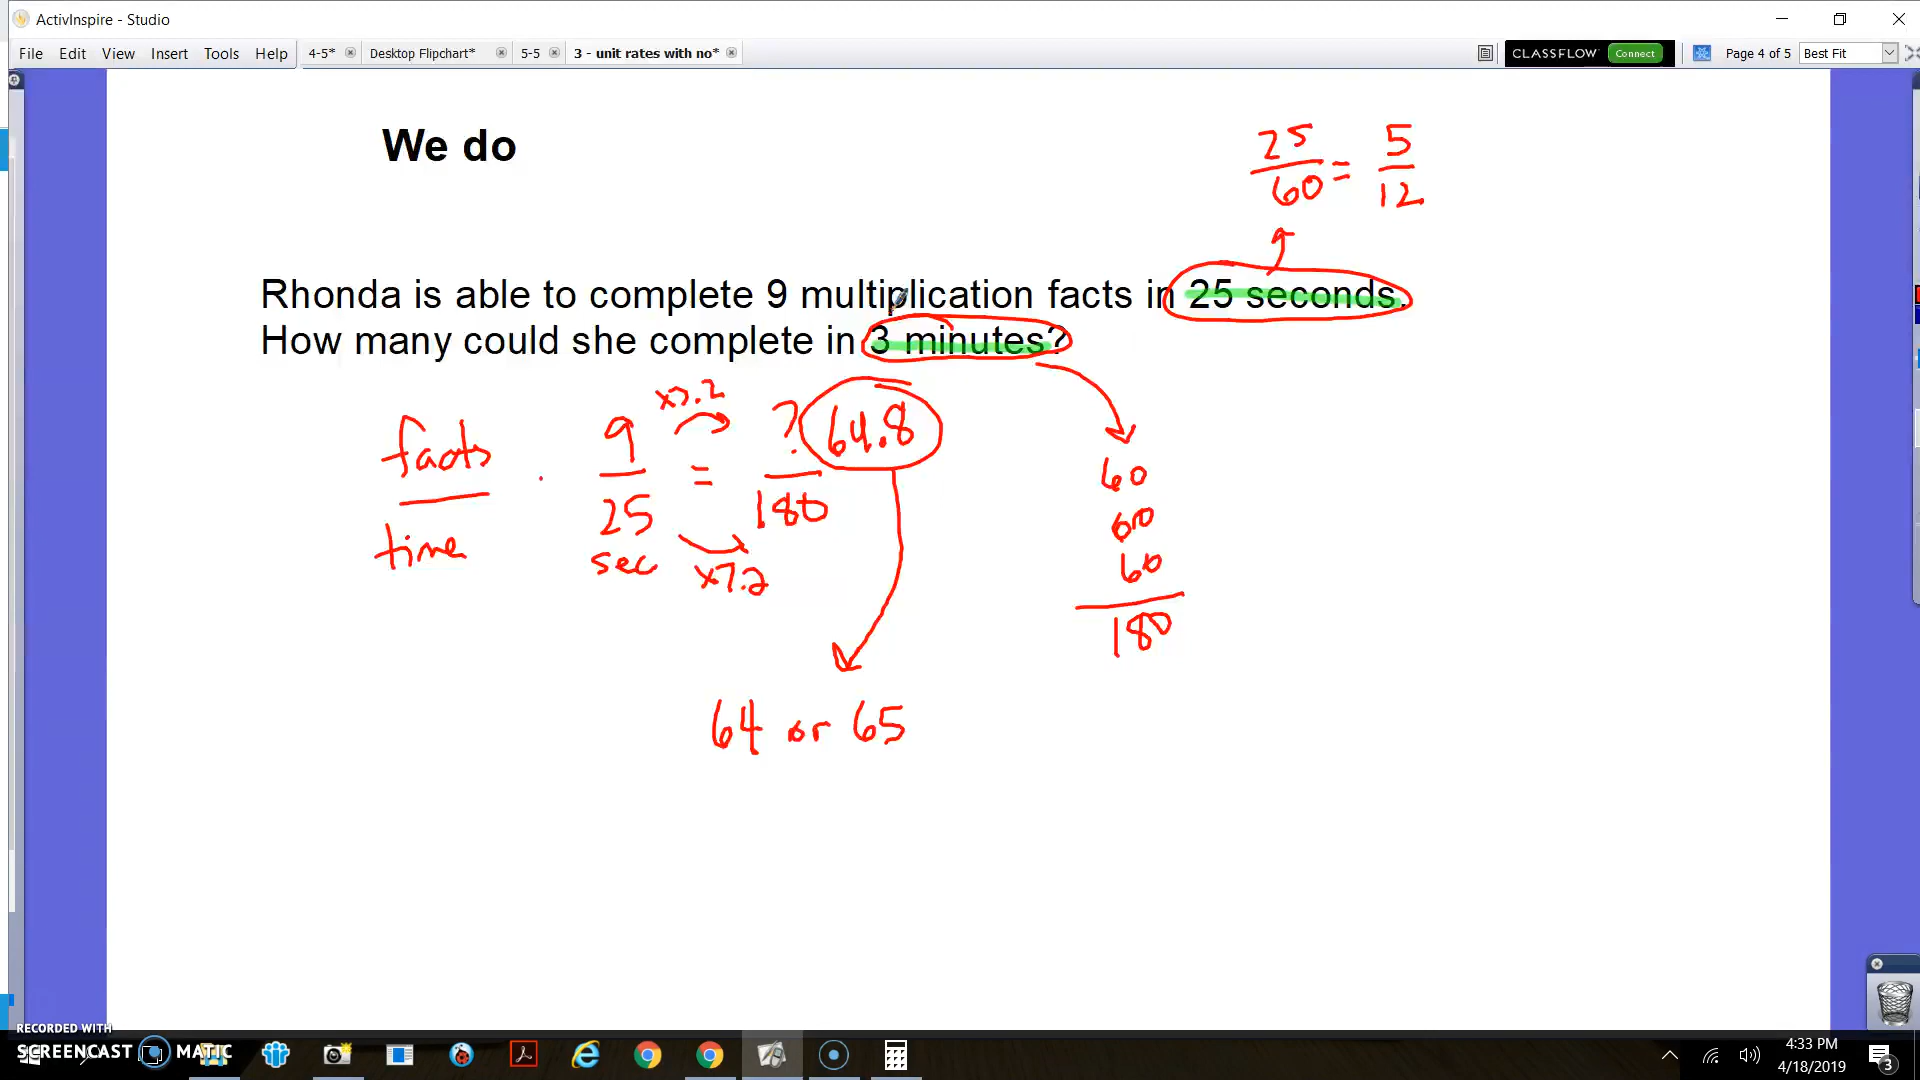 ActivInspire - Studio
File Edit View Insert Tools Help 4-5* Desktop Flipchart* 5-5 3 - unit rates with no* CLASSFLOW Connect Page 4 of 5 Best Fit
We do
25/60 = 5/12
Rhonda is able to complete 9 multiplication facts in 25 seconds.
How many could she complete in 3 minutes?
x7.2
facts/time 9/25 = ?/180 64.8
sec
x7.2
60
60
60
180
64 or 65
RECORDED WITH
SCREENCAST MATIC
4:33 PM
4/18/2019
3